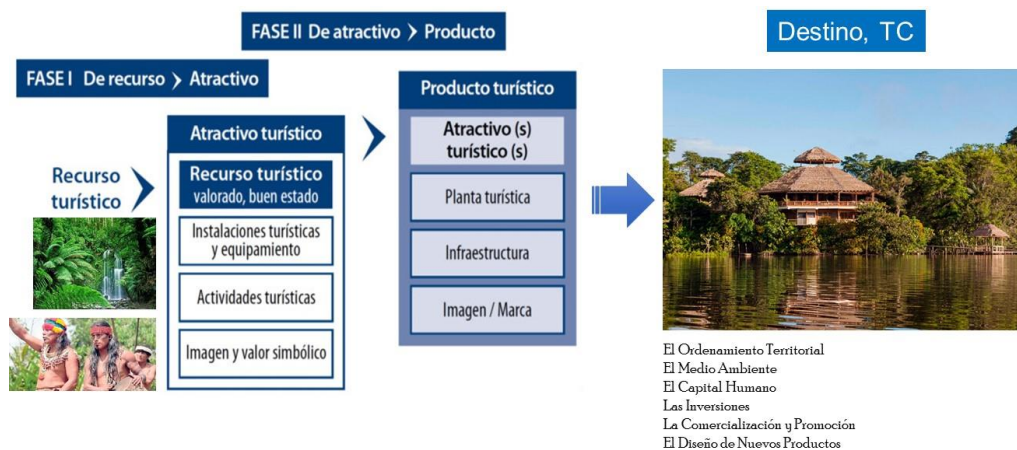 FASE I De recurso > Atractivo
Recurso
turístico
Atractivo turístico
Recurso turístico
valorado, buen estado
Instalaciones turísticas
y equipamiento
Actividades turísticas
Imagen y valor simbólico
FASE II De atractivo > Producto
Producto turístico
Atractivo (s)
turístico (s)
Planta turística
Infraestructura
Imagen / Marca
Destino, TC
El Ordenamiento Territorial
El Medio Ambiente
El Capital Humano
Las Inversiones
La Comercialización y Promoción
El Diseño de Nuevos Productos